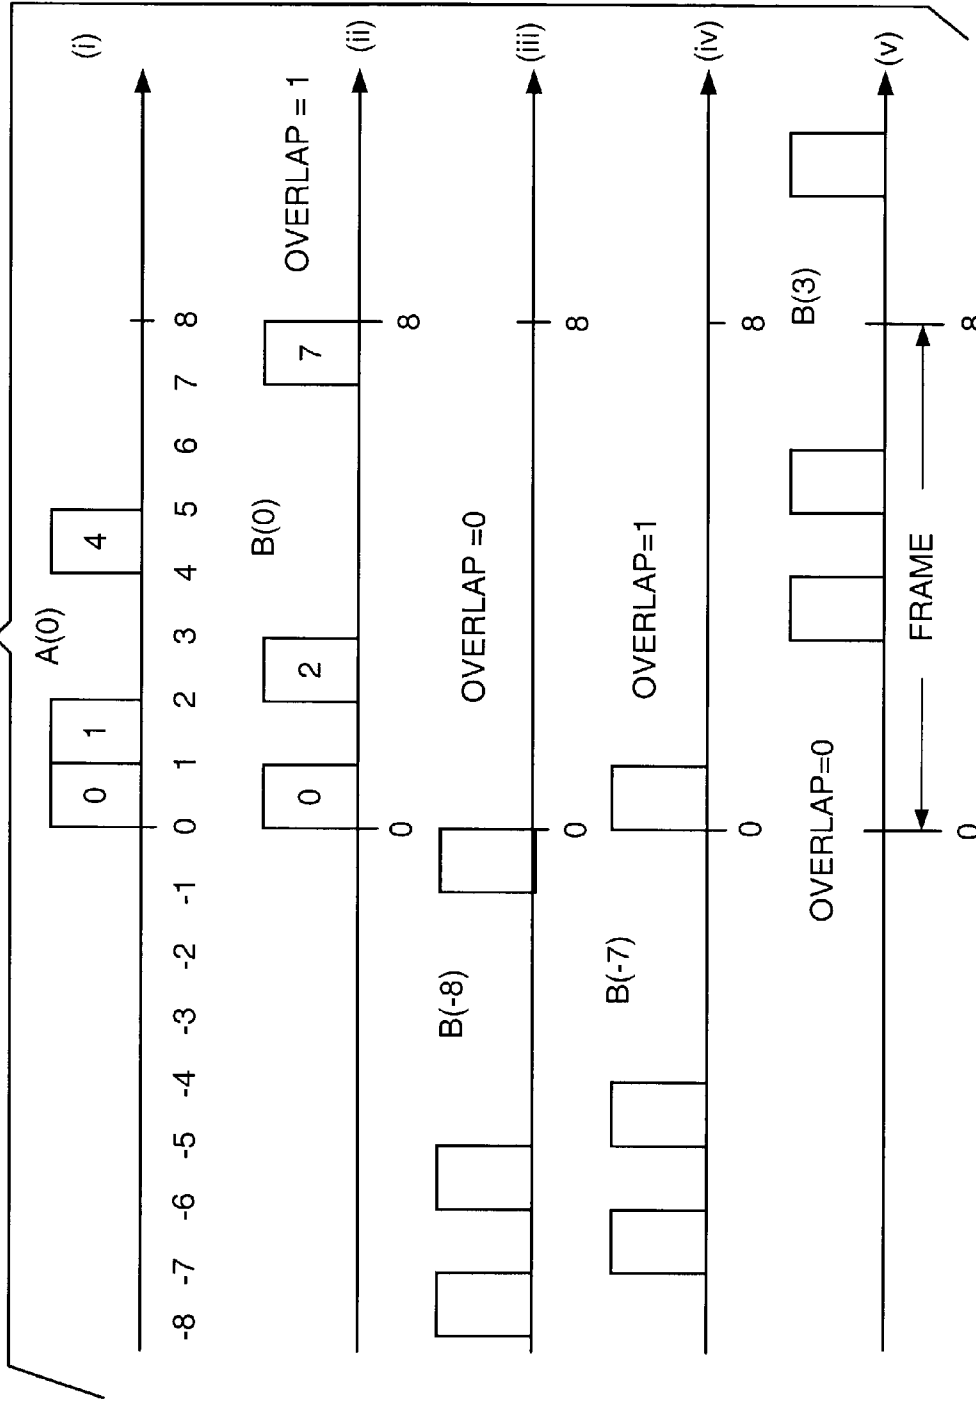 A(0)
(i)
0 1 4
-8 -7 -6 -5 -4 -3 -2 -1 0 1 2 3 4 5 6 7 8
B(0)
OVERLAP = 1
(ii)
0 2 7
0 8
B(-8)
OVERLAP =0
(iii)
0 8
B(-7)
OVERLAP=1
(iv)
0 8
OVERLAP=0
B(3)
(v)
FRAME
0 8